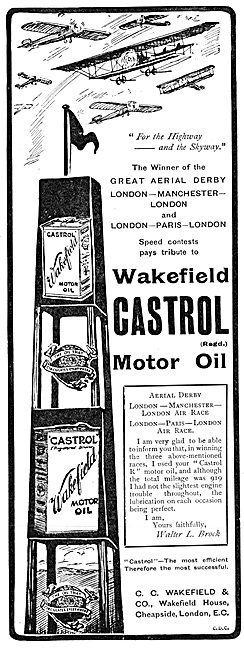 "For the Highway
—— and the Skyway."
The Winner of the
GREAT AERIAL DERBY
LONDON—MANCHESTER—
LONDON
and
LONDON—PARIS—LONDON
Speed contests
pays tribute to
Wakefield
CASTROL
(Regd.)
Motor Oil
CASTROL
Wakefield
MOTOR
OIL
"CASTROL"
Wakefield
MOTOR
OIL
AERIAL DERBY
LONDON—MANCHESTER—
LONDON AIR RACE
LONDON—PARIS—LONDON
AIR RACE.
I am very glad to be able
to inform you that, in winning
the three above-mentioned
races, I used your "Castrol
R" motor oil, and although
the total mileage was 919
I had not the slightest engine
trouble throughout, the
lubrication on each occasion
being perfect.
I am,
Yours faithfully,
Walter L. Brock
"Castrol"—The most efficient
Therefore the most successful.
C. C. WAKEFIELD &
CO., Wakefield House,
Cheapside, London, E.C.